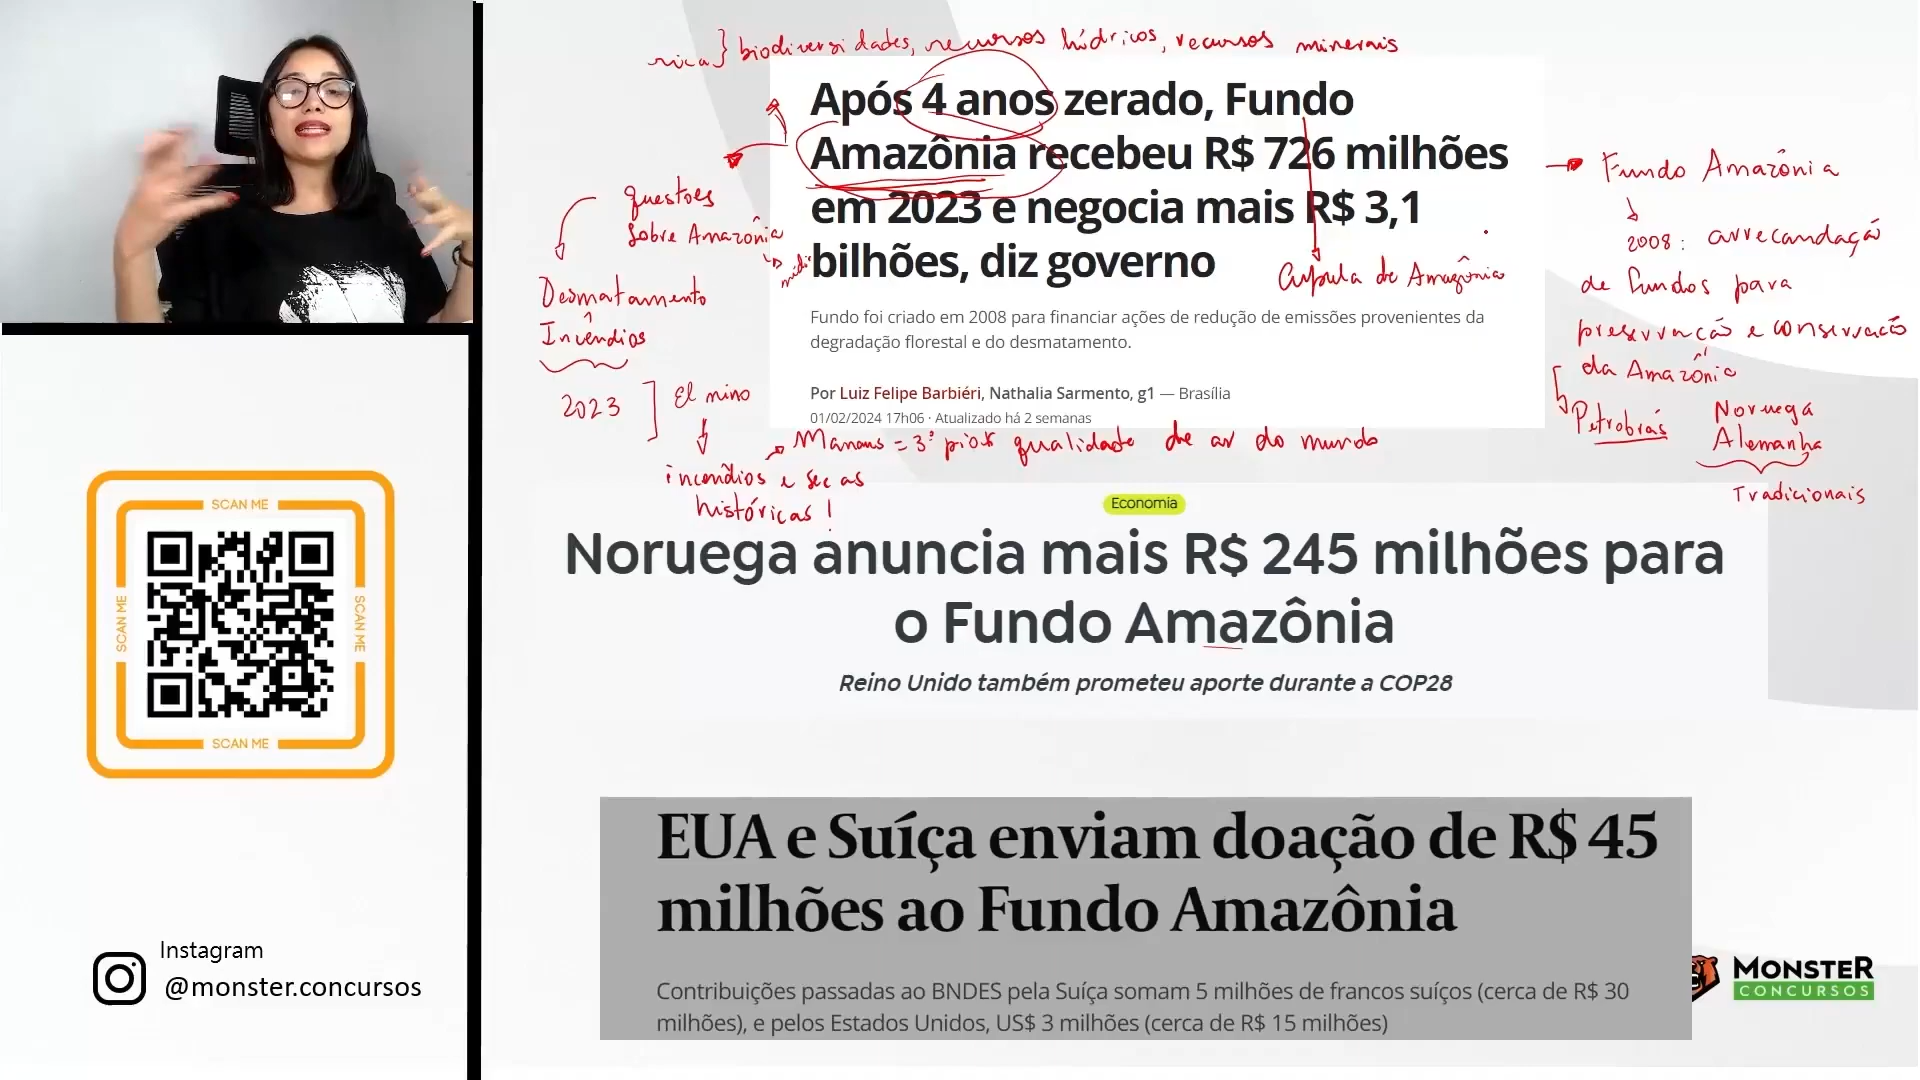 rica } biodiversidades, recursos hídricos, recursos minerais
Após 4 anos zerado, Fundo
Amazônia recebeu R$ 726 milhões
em 2023 e negocia mais R$ 3,1
bilhões, diz governo
Fundo foi criado em 2008 para financiar ações de redução de emissões provenientes da
degradação florestal e do desmatamento.
Por Luiz Felipe Barbiéri, Nathalia Sarmento, g1 — Brasília
01/02/2024 17h06 · Atualizado há 2 semanas
questões
sobre Amazônia
Desmatamento
Incêndios
2023
El nino
incêndios e secas
históricas !
Manaus = 3ª pior qualidade de ar do mundo
Cúpula de Amazônia
Fundo Amazônia
2008: arrecandação
de fundos para
preservação e conservação
da Amazônia
Petrobrás
Noruega
Alemanha
Tradicionais
Economia
Noruega anuncia mais R$ 245 milhões para
o Fundo Amazônia
Reino Unido também prometeu aporte durante a COP28
EUA e Suíça enviam doação de R$ 45
milhões ao Fundo Amazônia
Contribuições passadas ao BNDES pela Suíça somam 5 milhões de francos suíços (cerca de R$ 30
milhões), e pelos Estados Unidos, US$ 3 milhões (cerca de R$ 15 milhões)
SCAN ME
SCAN ME
SCAN ME
SCAN ME
Instagram
@monster.concursos
MONSTER
CONCURSOS